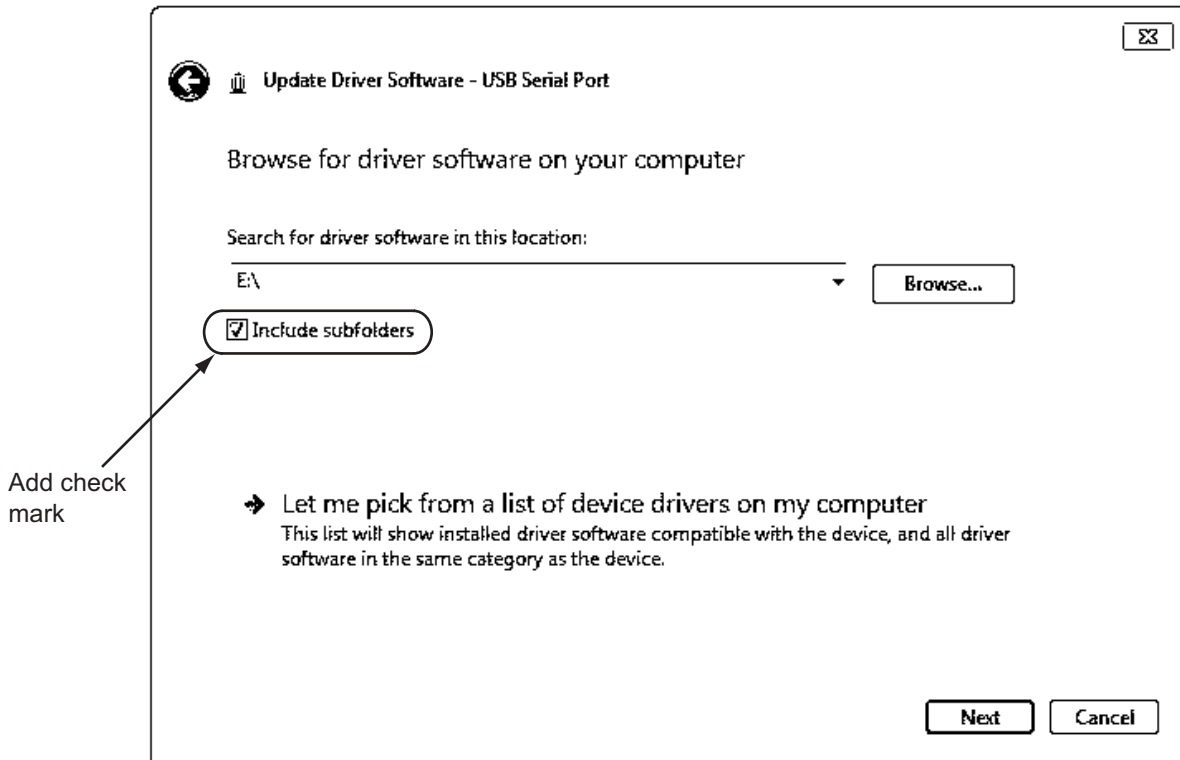 Update Driver Software - USB Serial Port
Browse for driver software on your computer
Search for driver software in this location:
E:\
Browse...
Include subfolders
Add check
mark
Let me pick from a list of device drivers on my computer
This list will show installed driver software compatible with the device, and all driver
software in the same category as the device.
Next
Cancel